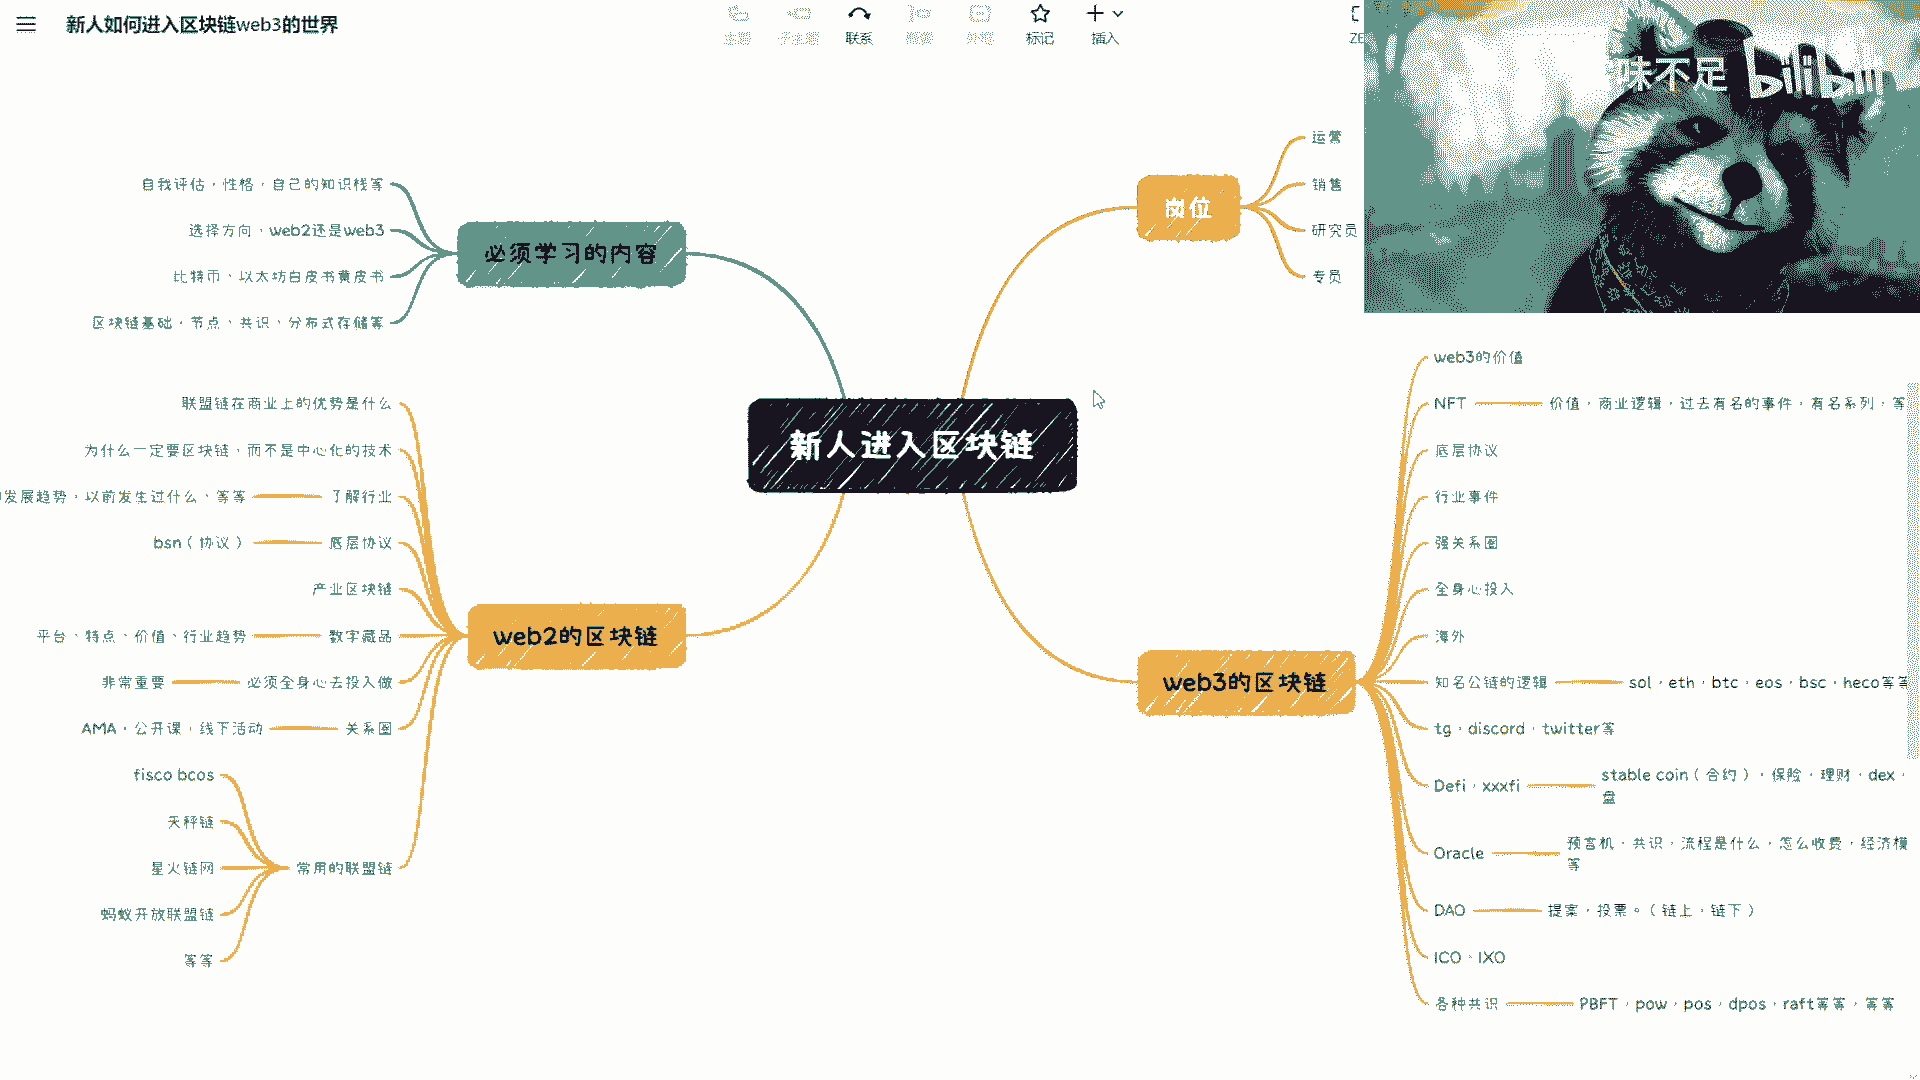 新人如何进入区块链web3的世界
主题
子主题
联系
概要
外框
标记
插入
ZE
味不足 bilibili
新人进入区块链
必须学习的内容
自我评估，性格，自己的知识栈等
选择方向，web2还是web3
比特币、以太坊白皮书黄皮书
区块链基础，节点、共识、分布式存储等
岗位
运营
销售
研究员
专员
web2的区块链
联盟链在商业上的优势是什么
为什么一定要区块链，而不是中心化的技术
了解行业
发展趋势，以前发生过什么、等等
底层协议
bsn（协议）
产业区块链
数字藏品
平台、特点、价值、行业趋势
必须全身心去投入做
非常重要
关系圈
AMA，公开课，线下活动
常用的联盟链
fisco bcos
天秤链
星火链网
蚂蚁开放联盟链
等等
web3的区块链
web3的价值
NFT
价值，商业逻辑，过去有名的事件，有名系列，等
底层协议
行业事件
强关系圈
全身心投入
海外
知名公链的逻辑
sol，eth，btc，eos，bsc，heco等等
tg，discord，twitter等
Defi，xxxfi
stable coin（合约），保险，理财，dex，
盘
Oracle
预言机，共识，流程是什么，怎么收费，经济模
等
DAO
提案，投票。（链上，链下）
ICO、IXO
各种共识
PBFT，pow，pos，dpos，raft等等，等等